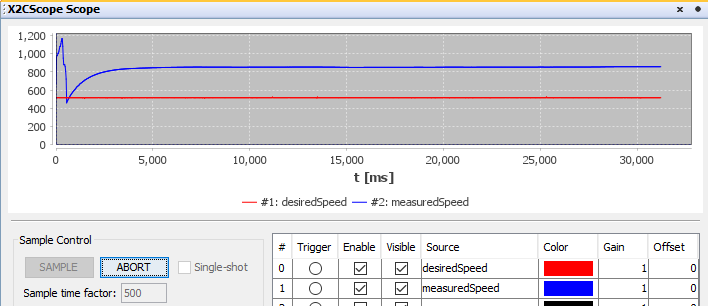 X2CScope Scope
1,200
1,000
800
600
400
200
0
0 5,000 10,000 15,000 20,000 25,000 30,000
t [ms]
#1: desiredSpeed #2: measuredSpeed
Sample Control
SAMPLE ABORT Single-shot
Sample time factor: 500
# Trigger Enable Visible Source Color Gain Offset
0 desiredSpeed 1 0
1 measuredSpeed 1 0